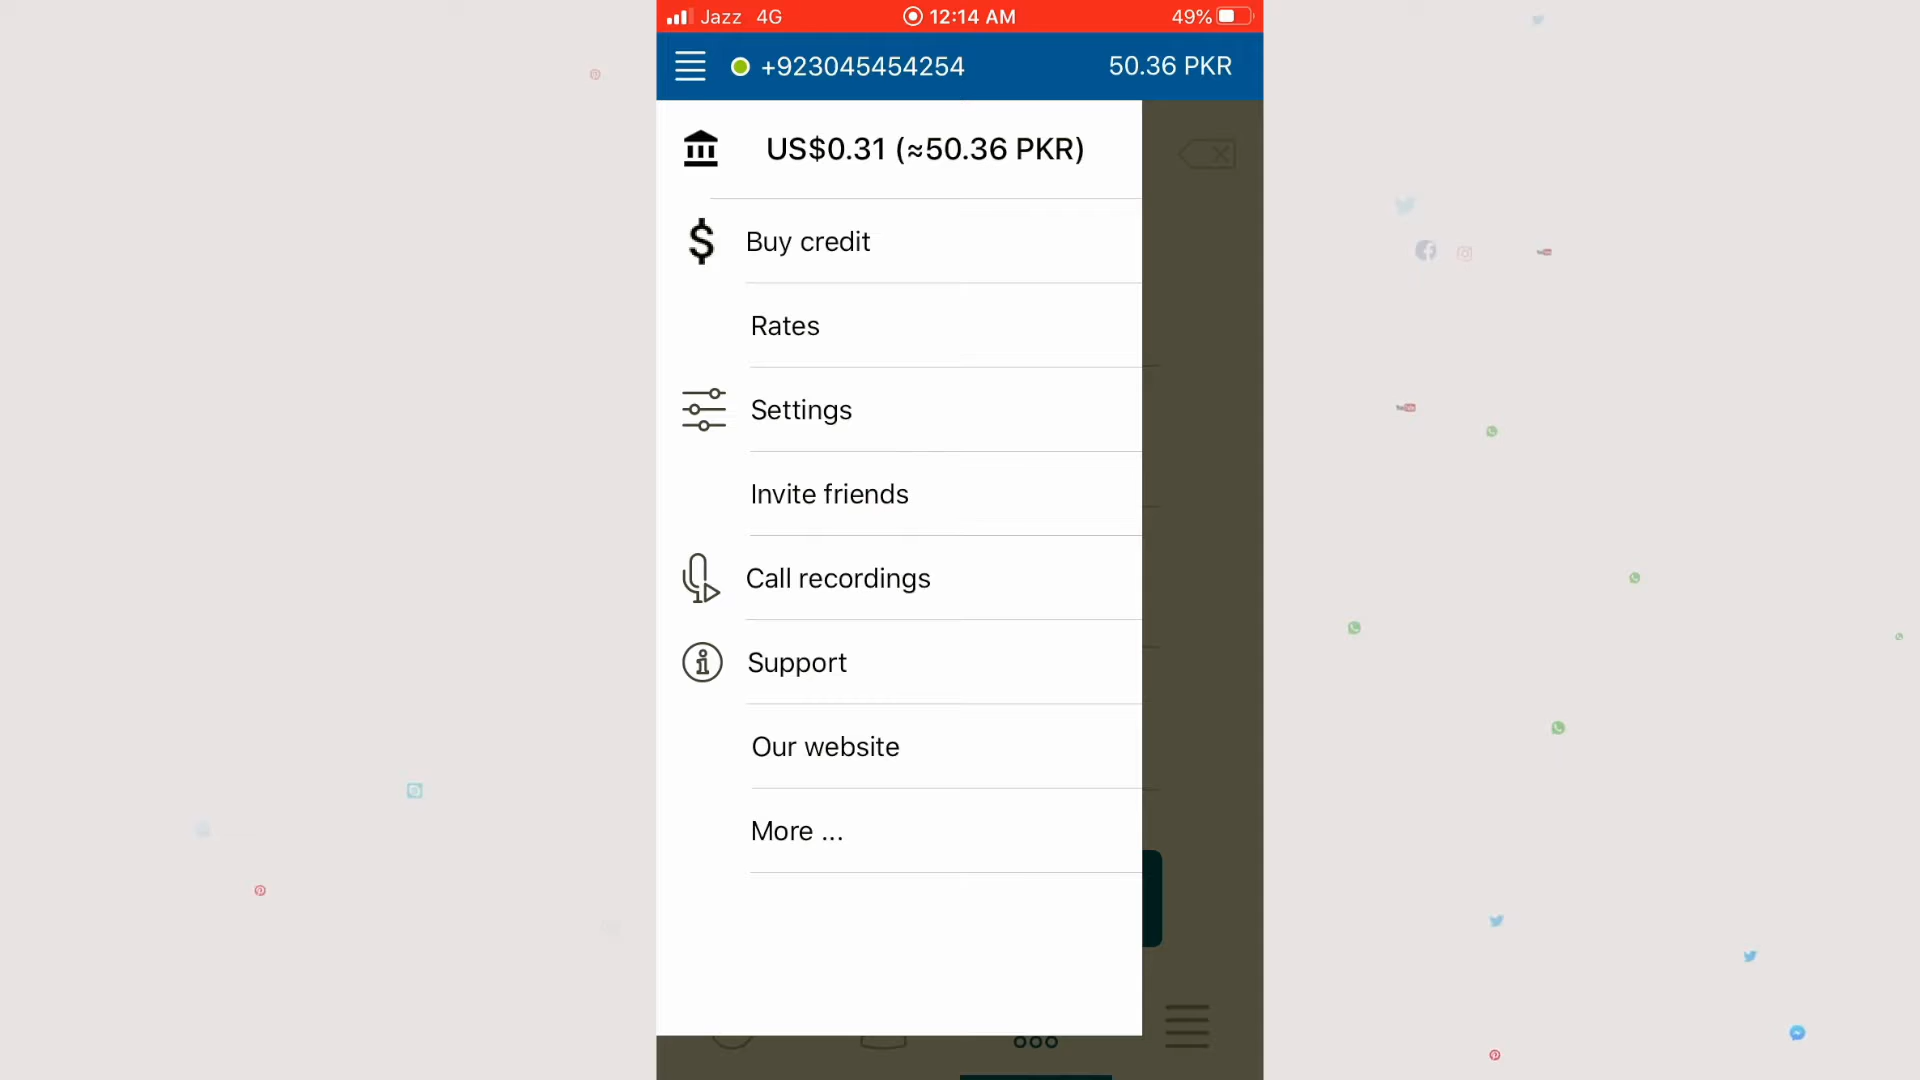 Jazz 4G 12:14 AM 49%
+923045454254 50.36 PKR
US$0.31 (≈50.36 PKR)
Buy credit
Rates
Settings
Invite friends
Call recordings
Support
Our website
More ...